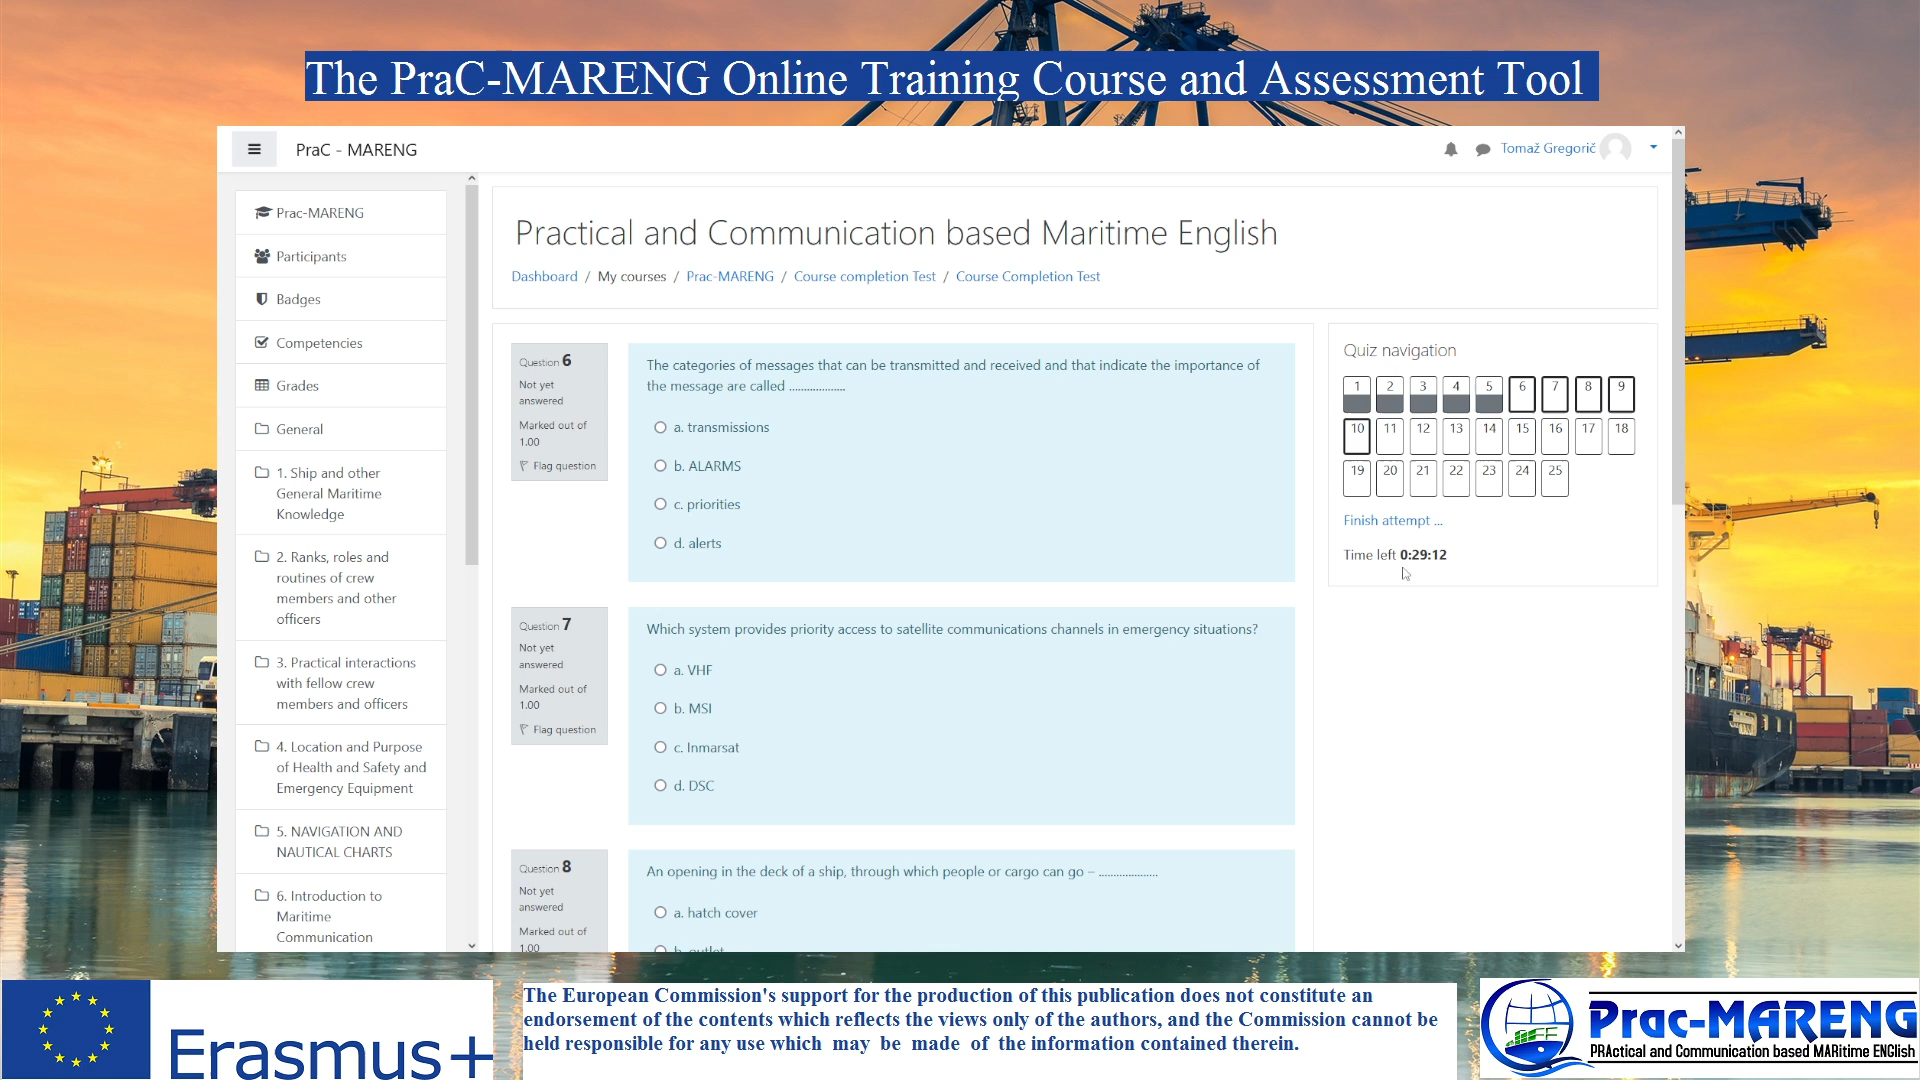 The PraC-MARENG Online Training Course and Assessment Tool
PraC - MARENG
Tomaž Gregorič
Prac-MARENG
Participants
Badges
Competencies
Grades
General
1. Ship and other
General Maritime
Knowledge
2. Ranks, roles and
routines of crew
members and other
officers
3. Practical interactions
with fellow crew
members and officers
4. Location and Purpose
of Health and Safety and
Emergency Equipment
5. NAVIGATION AND
NAUTICAL CHARTS
6. Introduction to
Maritime
Communication
Practical and Communication based Maritime English
Dashboard / My courses / Prac-MARENG / Course completion Test / Course Completion Test
Question 6
Not yet
answered
Marked out of
1.00
Flag question
The categories of messages that can be transmitted and received and that indicate the importance of
the message are called ...................
a. transmissions
b. ALARMS
c. priorities
d. alerts
Question 7
Not yet
answered
Marked out of
1.00
Flag question
Which system provides priority access to satellite communications channels in emergency situations?
a. VHF
b. MSI
c. Inmarsat
d. DSC
Question 8
Not yet
answered
Marked out of
1.00
An opening in the deck of a ship, through which people or cargo can go – ....................
a. hatch cover
b. outlet
Quiz navigation
1 2 3 4 5 6 7 8 9
10 11 12 13 14 15 16 17 18
19 20 21 22 23 24 25
Finish attempt ...
Time left 0:29:12
Erasmus+
The European Commission's support for the production of this publication does not constitute an
endorsement of the contents which reflects the views only of the authors, and the Commission cannot be
held responsible for any use which may be made of the information contained therein.
Prac-MARENG
PRActical and Communication based MARitime ENGlish